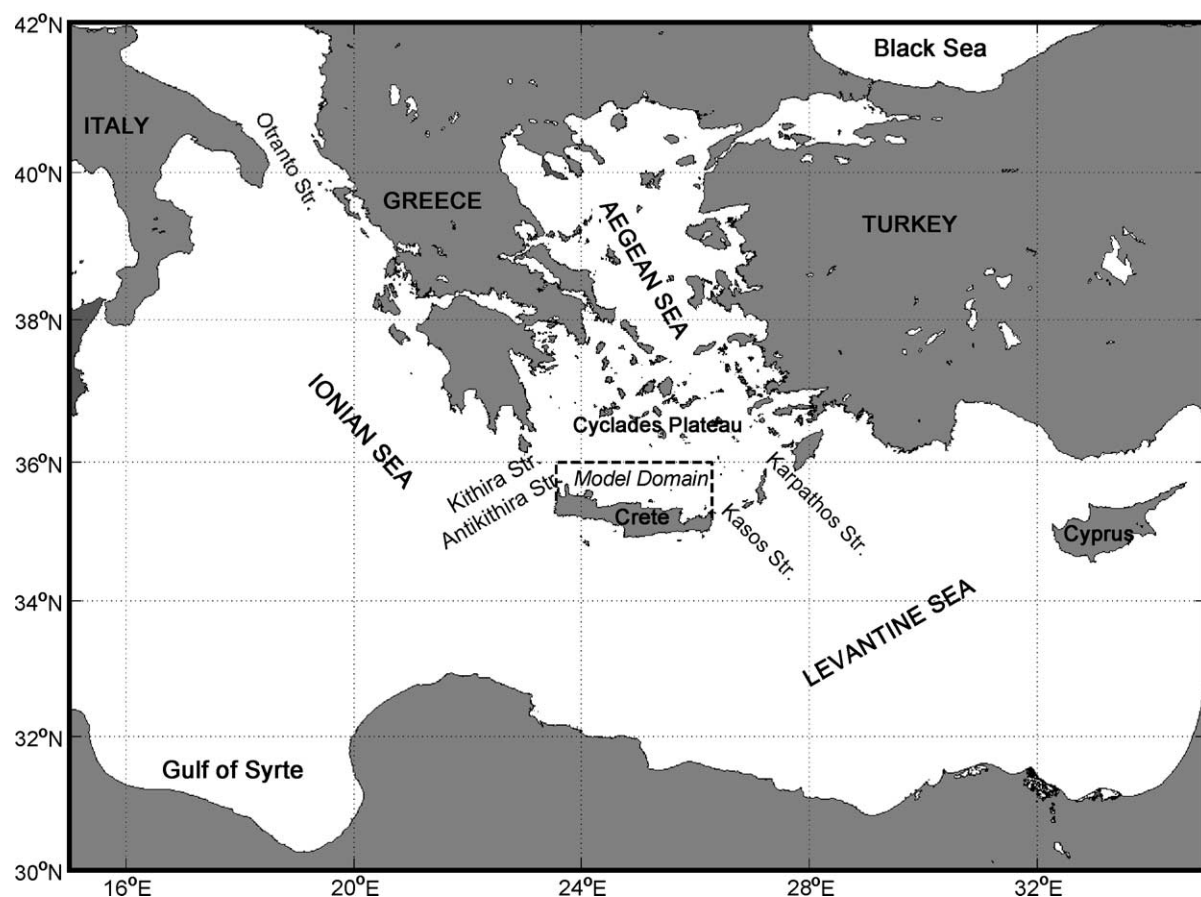 42°N
Black Sea
ITALY
Otranto Str.
40°N
GREECE
AEGEAN SEA
TURKEY
38°N
IONIAN SEA
Cyclades Plateau
36°N
Kithira Str.
Antikithira Str.
Model Domain
Karpathos Str.
Crete
Kasos Str.
Cyprus
34°N
LEVANTINE SEA
32°N
Gulf of Syrte
30°N
16°E
20°E
24°E
28°E
32°E